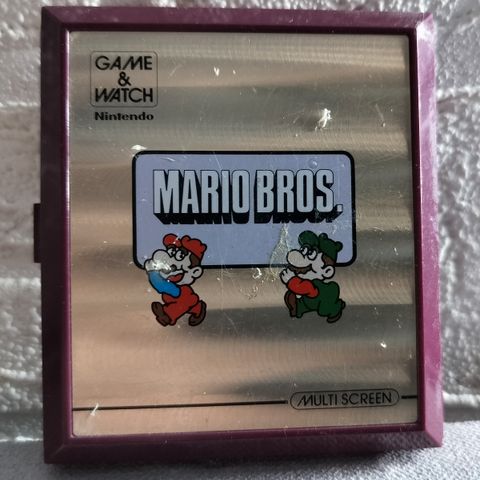 GAME
&
WATCH
Nintendo
MARIO BROS.
MULTI SCREEN